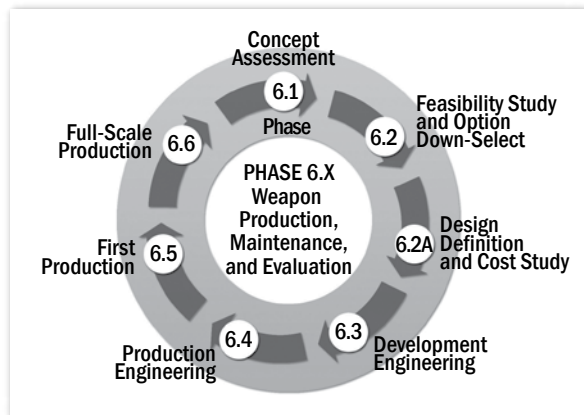 Concept
Assessment
6.1
Phase
Feasibility Study
and Option
Down-Select
6.2
Design
Definition
and Cost Study
6.2A
Development
Engineering
6.3
Production
Engineering
6.4
First
Production
6.5
Full-Scale
Production
6.6
PHASE 6.X
Weapon
Production,
Maintenance,
and Evaluation